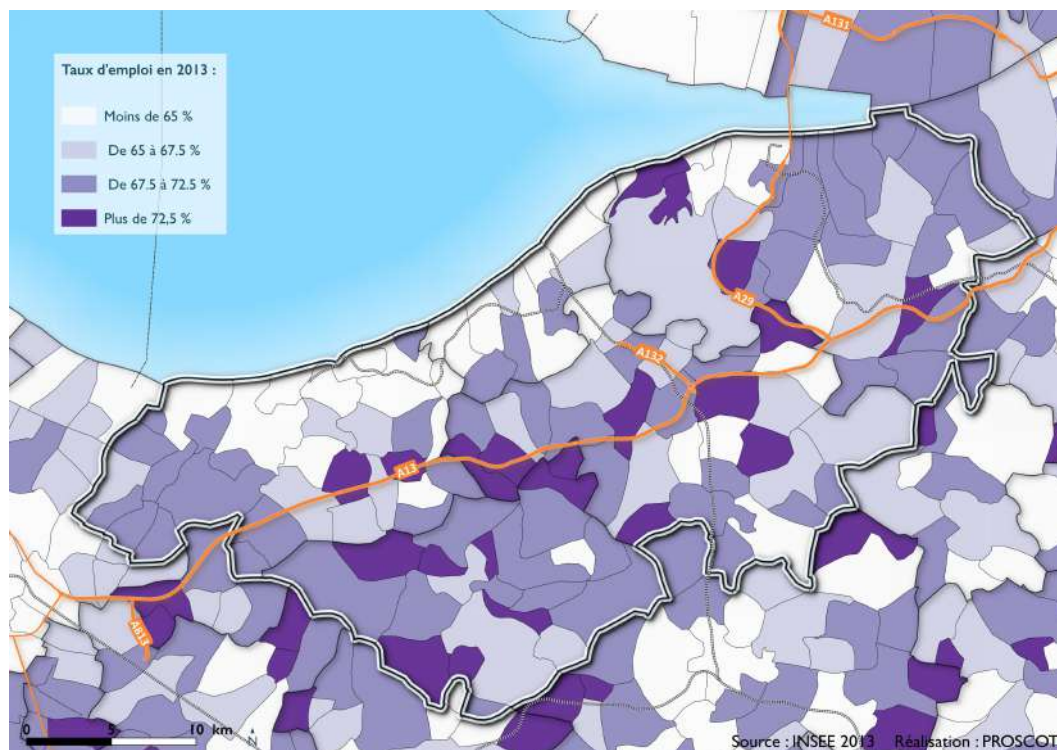 A131
Taux d'emploi en 2013 :
Moins de 65 %
De 65 à 67.5 %
De 67.5 à 72.5 %
Plus de 72,5 %
A29
A132
A13
A813
0 5 10 km
N
Source : INSEE 2013 Réalisation : PROSCOT